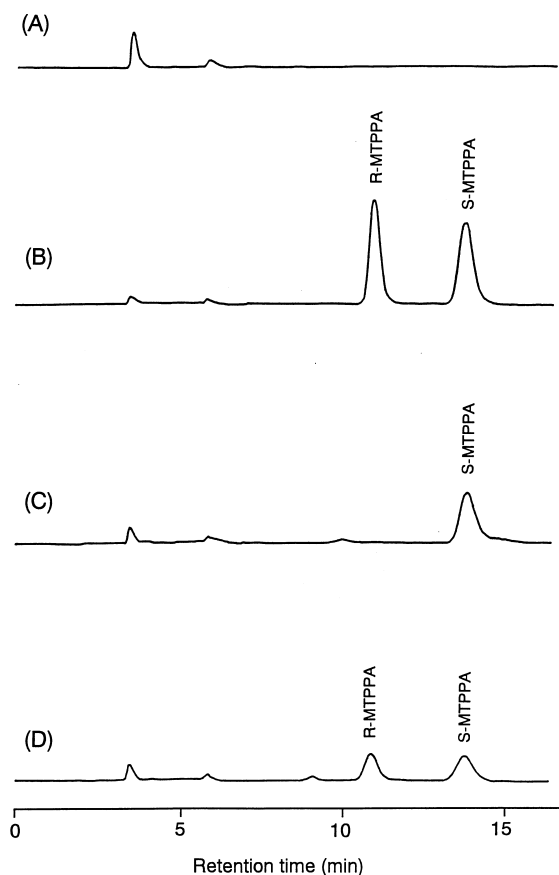 (A)
R-MTPPA
S-MTPPA
(B)
S-MTPPA
(C)
R-MTPPA
S-MTPPA
(D)
0 5 10 15
Retention time (min)